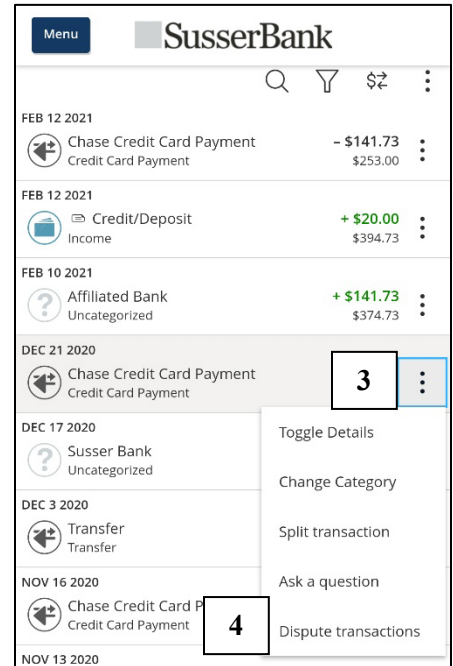 Menu
SusserBank
FEB 12 2021
Chase Credit Card Payment - $141.73
Credit Card Payment $253.00
FEB 12 2021
Credit/Deposit + $20.00
Income $394.73
FEB 10 2021
Affiliated Bank + $141.73
Uncategorized $374.73
DEC 21 2020
Chase Credit Card Payment 3
Credit Card Payment
DEC 17 2020
Susser Bank
Uncategorized
DEC 3 2020
Transfer
Transfer
NOV 16 2020
Chase Credit Card P
Credit Card Payment
NOV 13 2020
Toggle Details
Change Category
Split transaction
Ask a question
4 Dispute transactions